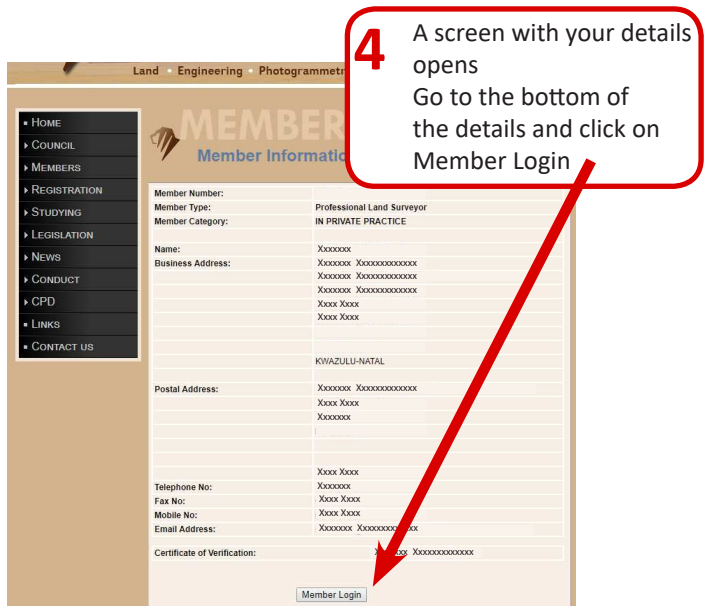 4
A screen with your details
opens
Go to the bottom of
the details and click on
Member Login
Land • Engineering • Photogrammetr
HOME
COUNCIL
MEMBERS
REGISTRATION
STUDYING
LEGISLATION
NEWS
CONDUCT
CPD
LINKS
CONTACT US
MEMBER
Member Informatio
Member Number:
Member Type: Professional Land Surveyor
Member Category: IN PRIVATE PRACTICE
Name: Xxxxxxx
Business Address: Xxxxxxx Xxxxxxxxxxxxx
Xxxxxxx Xxxxxxxxxxxxx
Xxxxxxx Xxxxxxxxxxxxx
Xxxx Xxxx
Xxxx Xxxx
KWAZULU-NATAL
Postal Address: Xxxxxxx Xxxxxxxxxxxxx
Xxxx Xxxx
Xxxxxxx
Xxxx Xxxx
Telephone No: Xxxxxxx
Fax No: Xxxx Xxxx
Mobile No: Xxxx Xxxx
Email Address: Xxxxxxx
Certificate of Verification: Xxxxxxxxxxxxx
Member Login